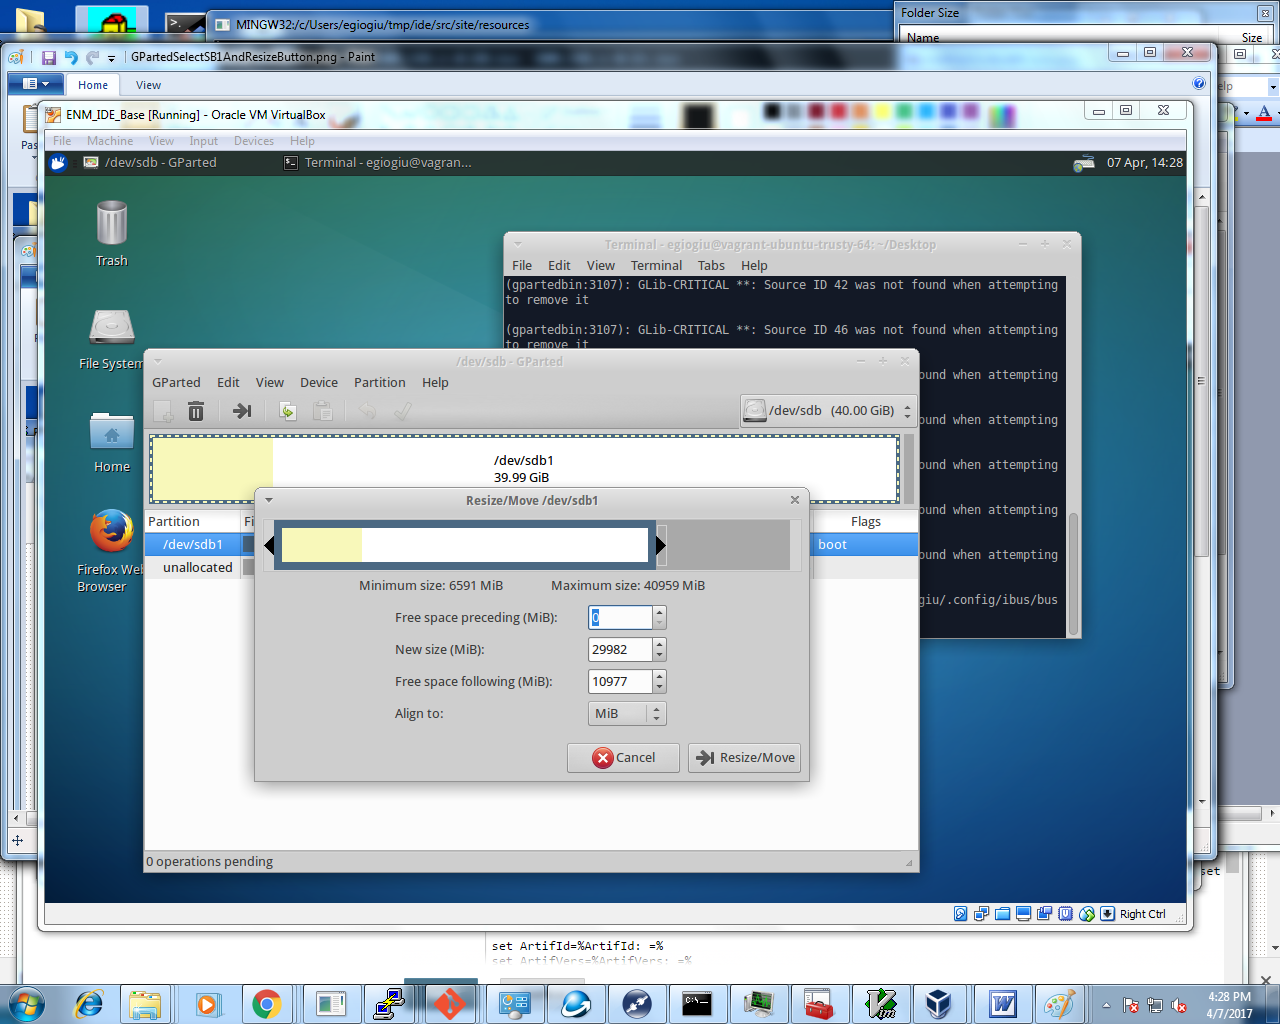 MINGW32:/c/Users/egiogiu/tmp/ide/src/site/resources
Folder Size
Name Size
GPartedSelectSB1AndResizeButton.png - Paint
Home View
ENM_IDE_Base [Running] - Oracle VM VirtualBox
File Machine View Input Devices Help
/dev/sdb - GParted
Terminal - egiogiu@vagran...
07 Apr, 14:28
Trash
File System
Home
Firefox We
Browser
Terminal - egiogiu@vagrant-ubuntu-trusty-64: ~/Desktop
File Edit View Terminal Tabs Help
(gpartedbin:3107): GLib-CRITICAL **: Source ID 42 was not found when attempting
to remove it
(gpartedbin:3107): GLib-CRITICAL **: Source ID 46 was not found when attempting
to remove it
ound when attempting
ound when attempting
ound when attempting
ound when attempting
ound when attempting
giu/.config/ibus/bus
/dev/sdb - GParted
GParted Edit View Device Partition Help
/dev/sdb (40.00 GiB)
/dev/sdb1
39.99 GiB
Partition Fi Flags
/dev/sdb1 boot
unallocated
Resize/Move /dev/sdb1
Minimum size: 6591 MiB Maximum size: 40959 MiB
Free space preceding (MiB): 0
New size (MiB): 29982
Free space following (MiB): 10977
Align to: MiB
Cancel Resize/Move
0 operations pending
Right Ctrl
set
set ArtifId=%ArtifId: =%
set ArtifVers=%ArtifVers: =%
4:28 PM
4/7/2017